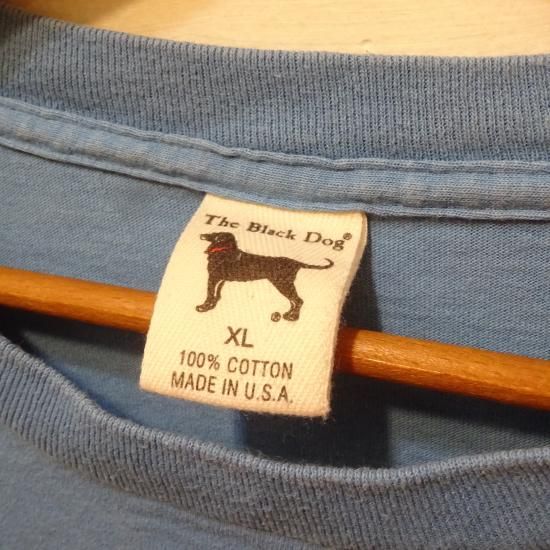 The Black Dog®
XL
100% COTTON
MADE IN U.S.A.